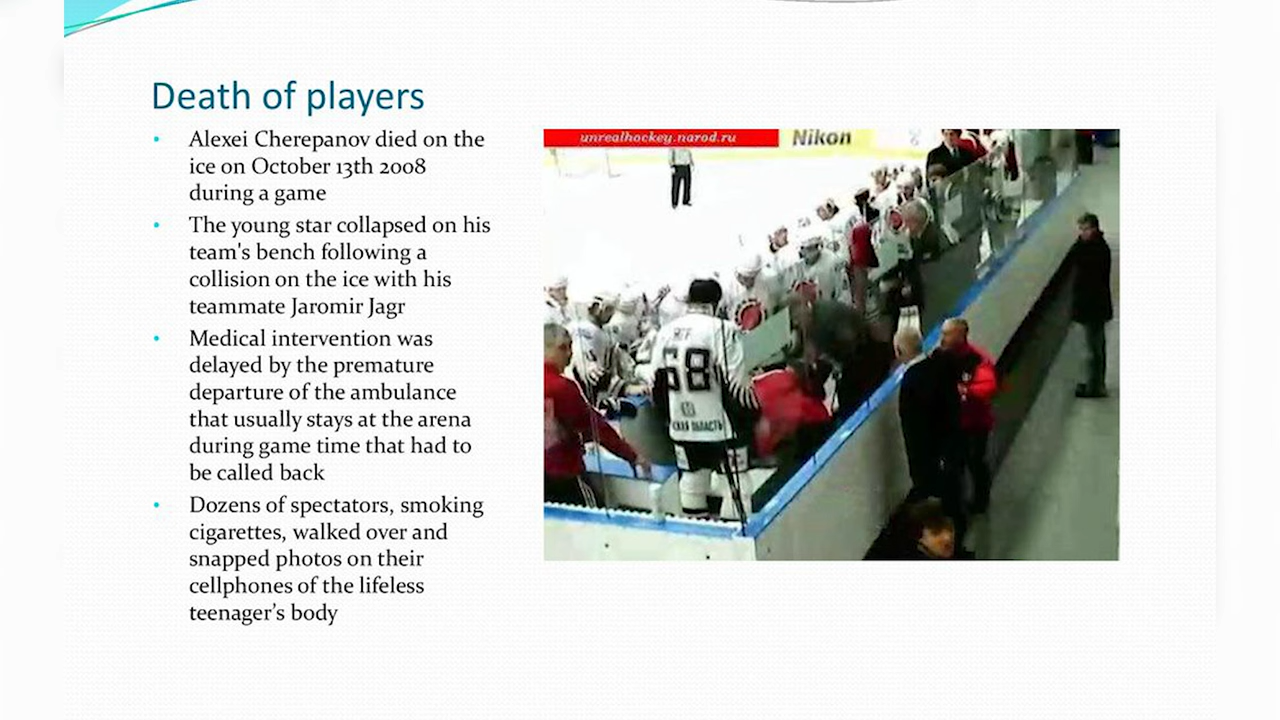 Death of players
• Alexei Cherepanov died on the
ice on October 13th 2008
during a game
• The young star collapsed on his
team's bench following a
collision on the ice with his
teammate Jaromir Jagr
• Medical intervention was
delayed by the premature
departure of the ambulance
that usually stays at the arena
during game time that had to
be called back
• Dozens of spectators, smoking
cigarettes, walked over and
snapped photos on their
cellphones of the lifeless
teenager’s body
unrealhockey.narod.ru
Nikon
68
ОБЛАСТЬ